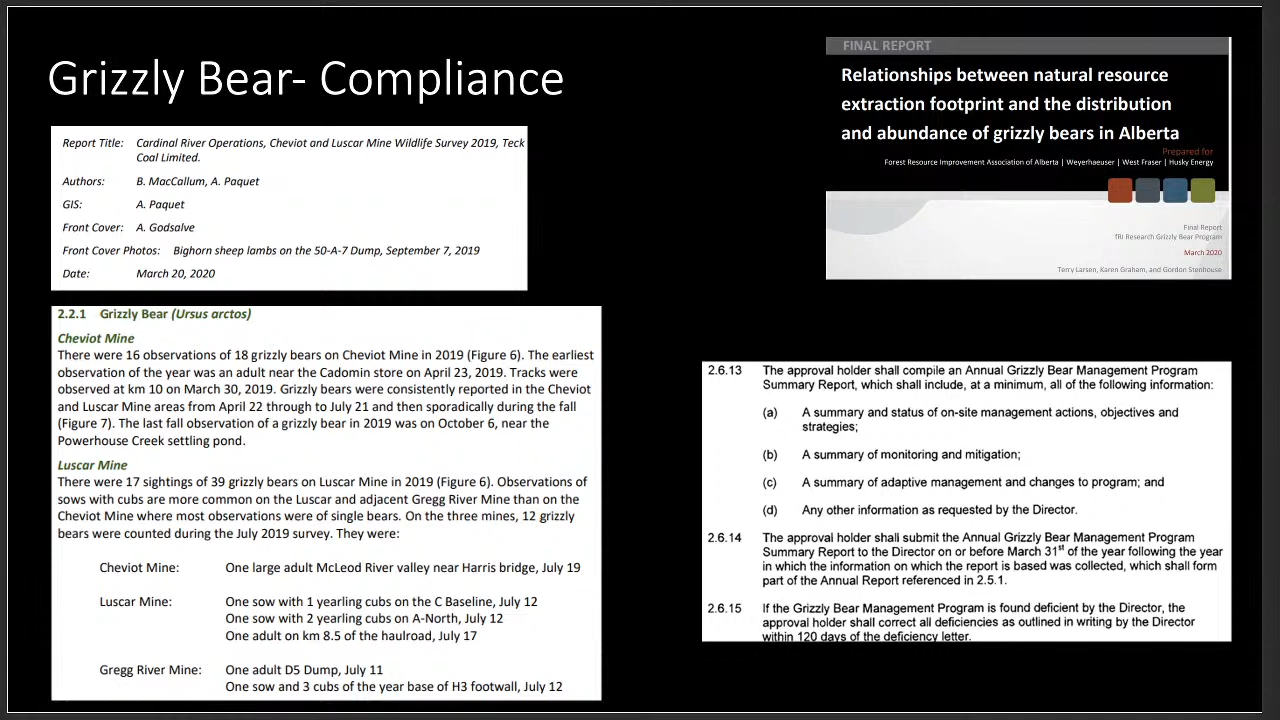 Grizzly Bear- Compliance
Report Title: Cardinal River Operations, Cheviot and Luscar Mine Wildlife Survey 2019, Teck
Coal Limited.
Authors: B. MacCallum, A. Paquet
GIS: A. Paquet
Front Cover: A. Godsalve
Front Cover Photos: Bighorn sheep lambs on the 50-A-7 Dump, September 7, 2019
Date: March 20, 2020
2.2.1 Grizzly Bear (Ursus arctos)
Cheviot Mine
There were 16 observations of 18 grizzly bears on Cheviot Mine in 2019 (Figure 6). The earliest
observation of the year was an adult near the Cadomin store on April 23, 2019. Tracks were
observed at km 10 on March 30, 2019. Grizzly bears were consistently reported in the Cheviot
and Luscar Mine areas from April 22 through to July 21 and then sporadically during the fall
(Figure 7). The last fall observation of a grizzly bear in 2019 was on October 6, near the
Powerhouse Creek settling pond.
Luscar Mine
There were 17 sightings of 39 grizzly bears on Luscar Mine in 2019 (Figure 6). Observations of
sows with cubs are more common on the Luscar and adjacent Gregg River Mine than on the
Cheviot Mine where most observations were of single bears. On the three mines, 12 grizzly
bears were counted during the July 2019 survey. They were:
Cheviot Mine: One large adult McLeod River valley near Harris bridge, July 19
Luscar Mine: One sow with 1 yearling cubs on the C Baseline, July 12
One sow with 2 yearling cubs on A-North, July 12
One adult on km 8.5 of the haulroad, July 17
Gregg River Mine: One adult D5 Dump, July 11
One sow and 3 cubs of the year base of H3 footwall, July 12
FINAL REPORT
Relationships between natural resource
extraction footprint and the distribution
and abundance of grizzly bears in Alberta
Prepared for
Forest Resource Improvement Association of Alberta | Weyerhaeuser | West Fraser | Husky Energy
Final Report
fRI Research Grizzly Bear Program
March 2020
Terry Larsen, Karen Graham, and Gordon Stenhouse
2.6.13 The approval holder shall compile an Annual Grizzly Bear Management Program
Summary Report, which shall include, at a minimum, all of the following information:
(a) A summary and status of on-site management actions, objectives and
strategies;
(b) A summary of monitoring and mitigation;
(c) A summary of adaptive management and changes to program; and
(d) Any other information as requested by the Director.
2.6.14 The approval holder shall submit the Annual Grizzly Bear Management Program
Summary Report to the Director on or before March 31st of the year following the year
in which the information on which the report is based was collected, which shall form
part of the Annual Report referenced in 2.5.1.
2.6.15 If the Grizzly Bear Management Program is found deficient by the Director, the
approval holder shall correct all deficiencies as outlined in writing by the Director
within 120 days of the deficiency letter.